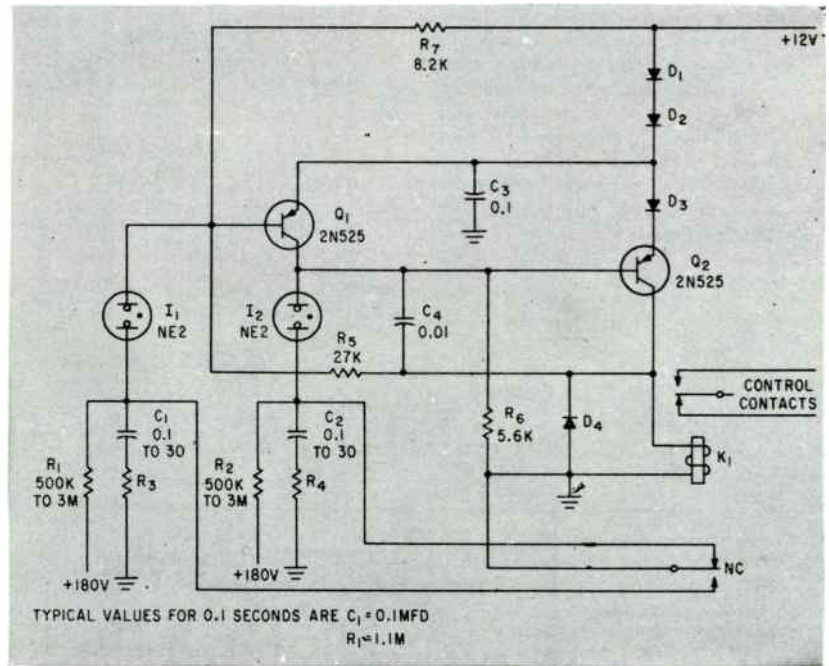 +12V
R7
8.2K
D1
D2
C3
0.1
D3
Q1
2N525
Q2
2N525
I1
NE2
I2
NE2
C4
0.01
R5
27K
CONTROL
CONTACTS
C1
0.1
TO 30
R1
500K
TO 3M
R3
C2
0.1
TO 30
R2
500K
TO 3M
R4
R6
5.6K
D4
K1
NC
+180V
+180V
TYPICAL VALUES FOR 0.1 SECONDS ARE C1=0.1MFD
R1=1.1M